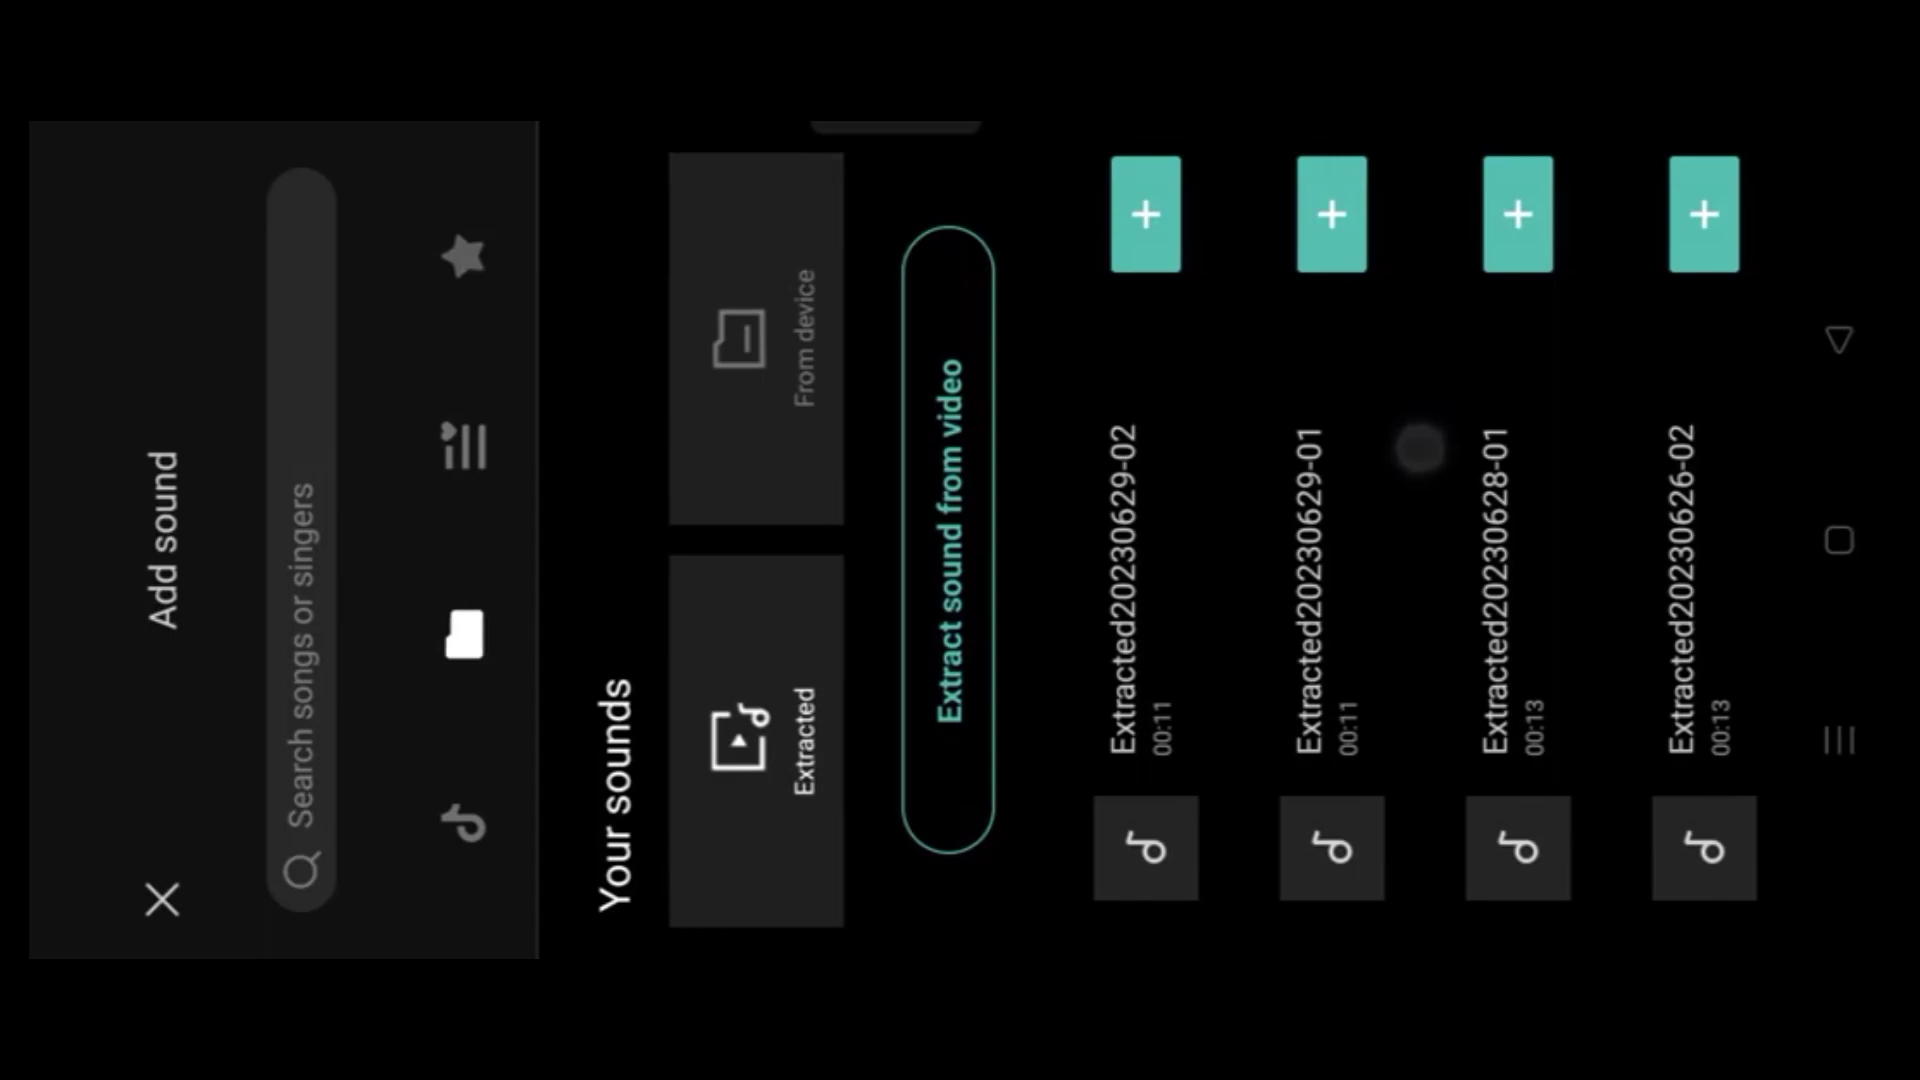 Add sound
Search songs or singers
Your sounds
Extracted
From device
Extract sound from video
Extracted20230629-02
00:11
Extracted20230629-01
00:11
Extracted20230628-01
00:13
Extracted20230626-02
00:13